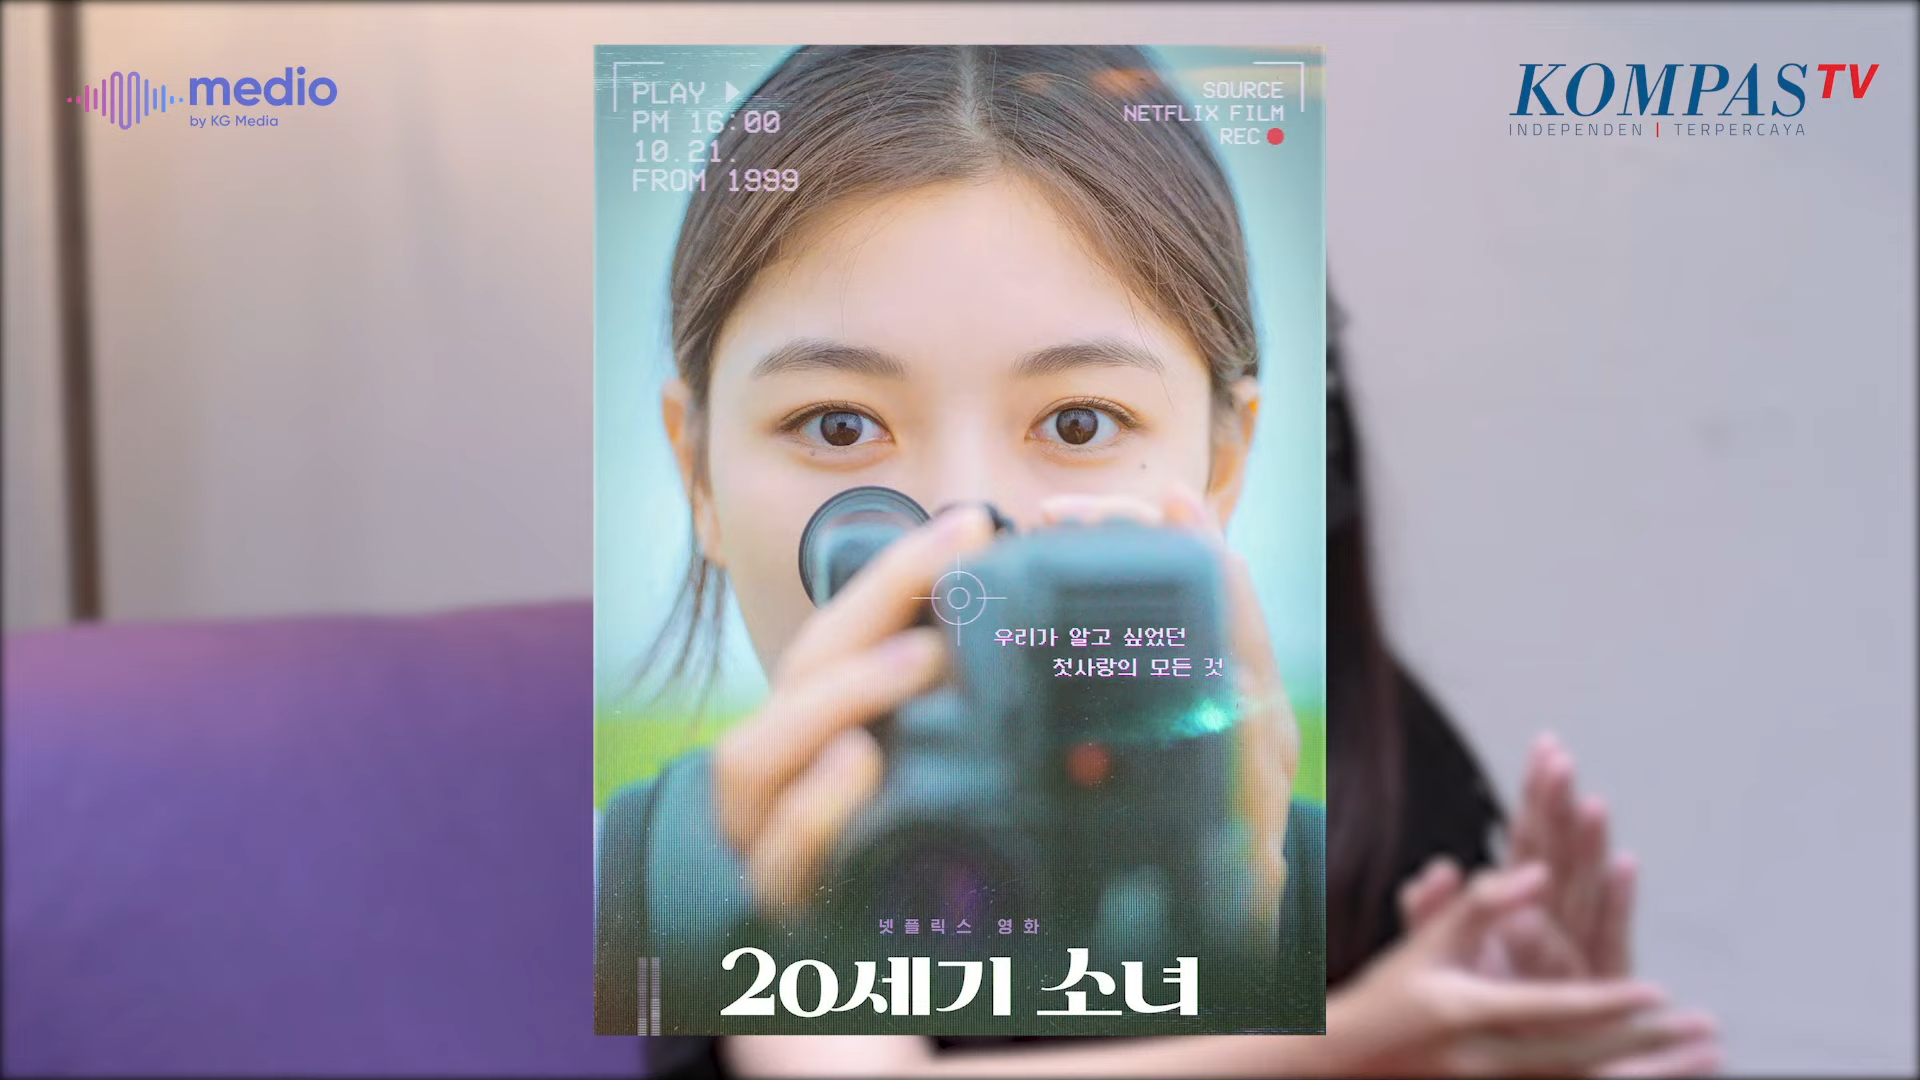 medio
by KG Media
KOMPAS TV
INDEPENDEN | TERPERCAYA
PLAY
PM 16:00
10.21.
FROM 1999
SOURCE
NETFLIX FILM
REC
우리가 알고 싶었던
첫사랑의 모든 것
넷플릭스 영화
20세기 소녀